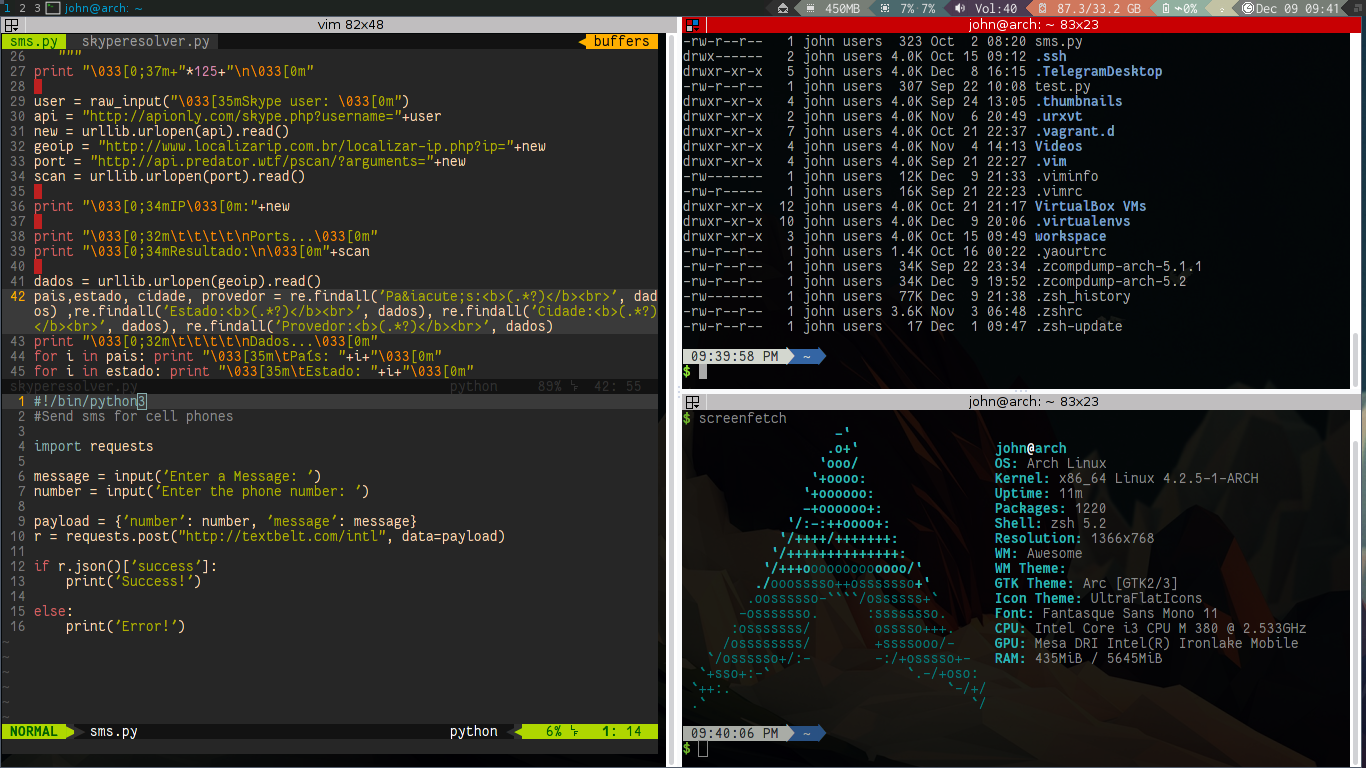 1 2 3 john@arch: ~ 450MB 7% 7% Vol:40 87.3/33.2 GB ~0% Dec 09 09:41
vim 82x48
sms.py skyperesolver.py buffers
26 """
27 print "\033[0;37m+"*125+"\n\033[0m"
28
29 user = raw_input("\033[35mSkype user: \033[0m")
30 api = "http://apionly.com/skype.php?username="+user
31 new = urllib.urlopen(api).read()
32 geoip = "http://www.localizarip.com.br/localizar-ip.php?ip="+new
33 port = "http://api.predator.wtf/pscan/?arguments="+new
34 scan = urllib.urlopen(port).read()
35
36 print "\033[0;34mIP\033[0m:"+new
37
38 print "\033[0;32m\t\t\t\t\nPorts...\033[0m"
39 print "\033[0;34mResultado:\n\033[0m"+scan
40
41 dados = urllib.urlopen(geoip).read()
42 pais,estado, cidade, provedor = re.findall('Pa&iacute;s:<b>(.*?)</b><br>', dad
os) ,re.findall('Estado:<b>(.*?)</b><br>', dados), re.findall('Cidade:<b>(.*?)
</b><br>', dados), re.findall('Provedor:<b>(.*?)</b><br>', dados)
43 print "\033[0;32m\t\t\t\t\nDados...\033[0m"
44 for i in pais: print "\033[35m\tPaís: "+i+"\033[0m"
45 for i in estado: print "\033[35m\tEstado: "+i+"\033[0m"
skyperesolver.py python 89% 42: 55
1 #!/bin/python3
2 #Send sms for cell phones
3
4 import requests
5
6 message = input('Enter a Message: ')
7 number = input('Enter the phone number: ')
8
9 payload = {'number': number, 'message': message}
10 r = requests.post("http://textbelt.com/intl", data=payload)
11
12 if r.json()['success']:
13 print('Success!')
14
15 else:
16 print('Error!')
~
~
~
~
~
NORMAL sms.py python 6% 1: 14
john@arch: ~ 83x23
-rw-r--r-- 1 john users 323 Oct 2 08:20 sms.py
drwx------ 2 john users 4.0K Oct 15 09:12 .ssh
drwxr-xr-x 5 john users 4.0K Dec 8 16:15 .TelegramDesktop
-rw-r--r-- 1 john users 307 Sep 22 10:08 test.py
drwxr-xr-x 4 john users 4.0K Sep 24 13:05 .thumbnails
drwxr-xr-x 2 john users 4.0K Nov 6 20:49 .urxvt
drwxr-xr-x 7 john users 4.0K Oct 21 22:37 .vagrant.d
drwxr-xr-x 4 john users 4.0K Nov 4 14:13 Videos
drwxr-xr-x 4 john users 4.0K Sep 21 22:27 .vim
-rw------- 1 john users 12K Dec 9 21:33 .viminfo
-rw-r--r-- 1 john users 16K Sep 21 22:23 .vimrc
drwxr-xr-x 12 john users 4.0K Oct 21 21:17 VirtualBox VMs
drwxr-xr-x 10 john users 4.0K Dec 9 20:06 .virtualenvs
drwxr-xr-x 3 john users 4.0K Oct 15 09:49 workspace
-rw-r--r-- 1 john users 1.4K Oct 16 00:22 .yaourtrc
-rw-r--r-- 1 john users 34K Sep 22 23:34 .zcompdump-arch-5.1.1
-rw-r--r-- 1 john users 34K Dec 9 19:52 .zcompdump-arch-5.2
-rw------- 1 john users 77K Dec 9 21:38 .zsh_history
-rw-r--r-- 1 john users 3.6K Nov 3 06:48 .zshrc
-rw-r--r-- 1 john users 17 Dec 1 09:47 .zsh-update
09:39:58 PM ~
$
john@arch: ~ 83x23
$ screenfetch
-`
.o+` john@arch
`ooo/ OS: Arch Linux
`+oooo: Kernel: x86_64 Linux 4.2.5-1-ARCH
`+oooooo: Uptime: 11m
-+oooooo+: Packages: 1220
`/:-:++oooo+: Shell: zsh 5.2
`/++++/+++++++: Resolution: 1366x768
`/++++++++++++++: WM: Awesome
`/+++ooooooooooooo/` WM Theme:
./ooosssso++osssssso+` GTK Theme: Arc [GTK2/3]
.oossssso-````/ossssss+` Icon Theme: UltraFlatIcons
-osssssso. :ssssssso. Font: Fantasque Sans Mono 11
:osssssss/ osssso+++. CPU: Intel Core i3 CPU M 380 @ 2.533GHz
/ossssssss/ +ssssooo/- GPU: Mesa DRI Intel(R) Ironlake Mobile
`/ossssso+/:- -:/+osssso+- RAM: 435MiB / 5645MiB
`+sso+:-` `.-/+oso:
`++:. `-/+/
.` `/
09:40:06 PM ~
$